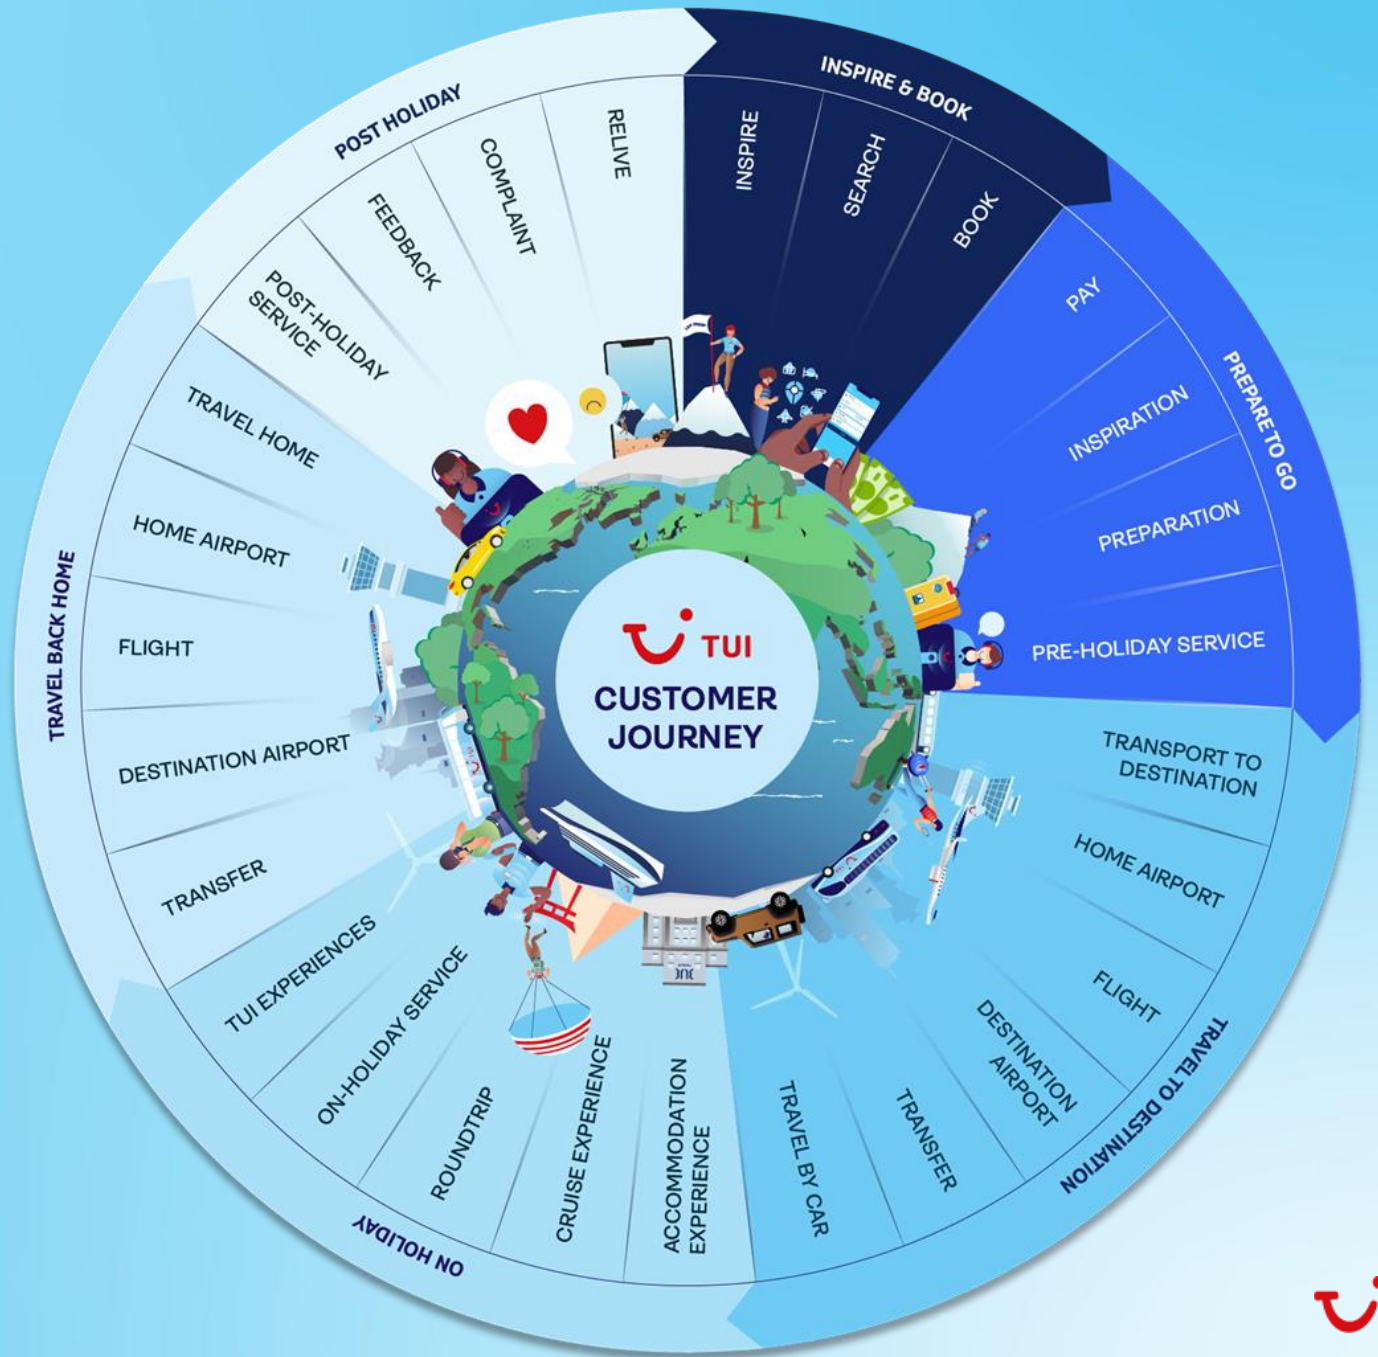 INSPIRE & BOOK
INSPIRE
SEARCH
BOOK
PREPARE TO GO
PAY
INSPIRATION
PREPARATION
PRE-HOLIDAY SERVICE
TRAVEL TO DESTINATION
TRANSPORT TO
DESTINATION
HOME AIRPORT
FLIGHT
DESTINATION
AIRPORT
TRANSFER
TRAVEL BY CAR
ON HOLIDAY
ACCOMMODATION
EXPERIENCE
CRUISE EXPERIENCE
ROUNDTRIP
ON-HOLIDAY SERVICE
TUI EXPERIENCES
TRAVEL BACK HOME
TRANSFER
DESTINATION AIRPORT
FLIGHT
HOME AIRPORT
TRAVEL HOME
POST HOLIDAY
POST-HOLIDAY
SERVICE
FEEDBACK
COMPLAINT
RELIVE
TUI
CUSTOMER
JOURNEY